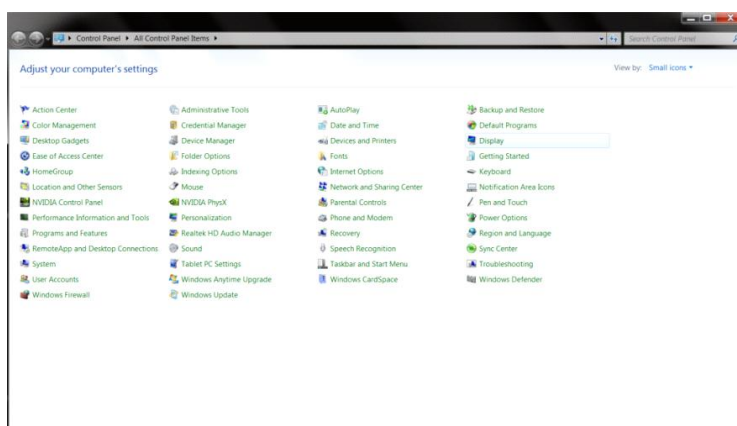 Control Panel All Control Panel Items Search Control Panel
Adjust your computer's settings View by: Small icons
Action Center Administrative Tools AutoPlay Backup and Restore
Color Management Credential Manager Date and Time Default Programs
Desktop Gadgets Device Manager Devices and Printers Display
Ease of Access Center Folder Options Fonts Getting Started
HomeGroup Indexing Options Internet Options Keyboard
Location and Other Sensors Mouse Network and Sharing Center Notification Area Icons
NVIDIA Control Panel NVIDIA PhysX Parental Controls Pen and Touch
Performance Information and Tools Personalization Phone and Modem Power Options
Programs and Features Realtek HD Audio Manager Recovery Region and Language
RemoteApp and Desktop Connections Sound Speech Recognition Sync Center
System Tablet PC Settings Taskbar and Start Menu Troubleshooting
User Accounts Windows Anytime Upgrade Windows CardSpace Windows Defender
Windows Firewall Windows Update